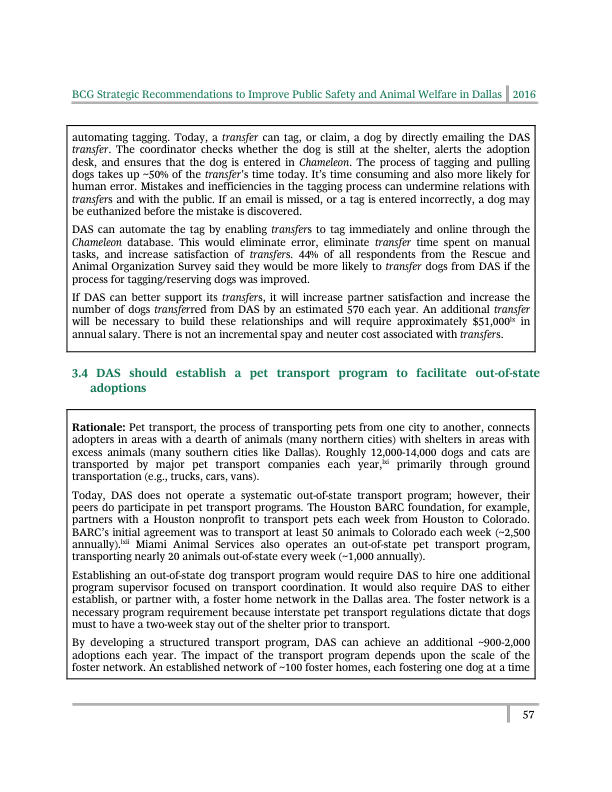 BCG Strategic Recommendations to Improve Public Safety and Animal Welfare in Dallas 2016
automating tagging. Today, a transfer can tag, or claim, a dog by directly emailing the DAS
transfer. The coordinator checks whether the dog is still at the shelter, alerts the adoption
desk, and ensures that the dog is entered in Chameleon. The process of tagging and pulling
dogs takes up ~50% of the transfer's time today. It's time consuming and also more likely for
human error. Mistakes and inefficiencies in the tagging process can undermine relations with
transfers and with the public. If an email is missed, or a tag is entered incorrectly, a dog may
be euthanized before the mistake is discovered.
DAS can automate the tag by enabling transfers to tag immediately and online through the
Chameleon database. This would eliminate error, eliminate transfer time spent on manual
tasks, and increase satisfaction of transfers. 44% of all respondents from the Rescue and
Animal Organization Survey said they would be more likely to transfer dogs from DAS if the
process for tagging/reserving dogs was improved.
If DAS can better support its transfers, it will increase partner satisfaction and increase the
number of dogs transferred from DAS by an estimated 570 each year. An additional transfer
will be necessary to build these relationships and will require approximately $51,000lx in
annual salary. There is not an incremental spay and neuter cost associated with transfers.
3.4 DAS should establish a pet transport program to facilitate out-of-state
adoptions
Rationale: Pet transport, the process of transporting pets from one city to another, connects
adopters in areas with a dearth of animals (many northern cities) with shelters in areas with
excess animals (many southern cities like Dallas). Roughly 12,000-14,000 dogs and cats are
transported by major pet transport companies each year,lxi primarily through ground
transportation (e.g., trucks, cars, vans).
Today, DAS does not operate a systematic out-of-state transport program; however, their
peers do participate in pet transport programs. The Houston BARC foundation, for example,
partners with a Houston nonprofit to transport pets each week from Houston to Colorado.
BARC's initial agreement was to transport at least 50 animals to Colorado each week (~2,500
annually).lxii Miami Animal Services also operates an out-of-state pet transport program,
transporting nearly 20 animals out-of-state every week (~1,000 annually).
Establishing an out-of-state dog transport program would require DAS to hire one additional
program supervisor focused on transport coordination. It would also require DAS to either
establish, or partner with, a foster home network in the Dallas area. The foster network is a
necessary program requirement because interstate pet transport regulations dictate that dogs
must to have a two-week stay out of the shelter prior to transport.
By developing a structured transport program, DAS can achieve an additional ~900-2,000
adoptions each year. The impact of the transport program depends upon the scale of the
foster network. An established network of ~100 foster homes, each fostering one dog at a time
57